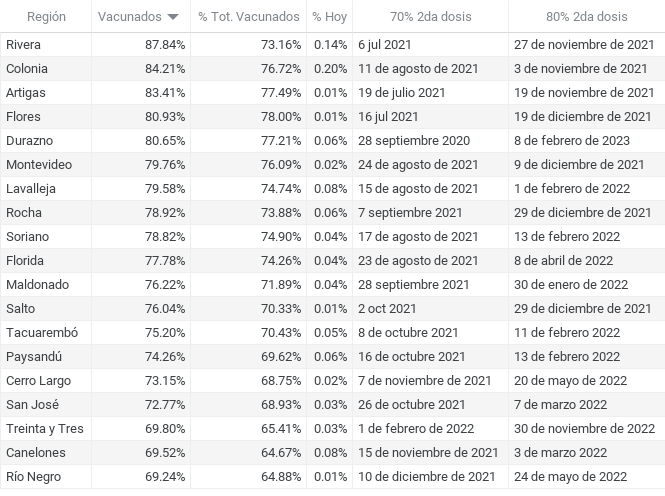 Región Vacunados % Tot. Vacunados % Hoy 70% 2da dosis 80% 2da dosis
Rivera 87.84% 73.16% 0.14% 6 jul 2021 27 de noviembre de 2021
Colonia 84.21% 76.72% 0.20% 11 de agosto de 2021 3 de noviembre de 2021
Artigas 83.41% 77.49% 0.01% 19 de julio 2021 19 de noviembre de 2021
Flores 80.93% 78.00% 0.01% 16 jul 2021 19 de diciembre de 2021
Durazno 80.65% 77.21% 0.06% 28 septiembre 2020 8 de febrero de 2023
Montevideo 79.76% 76.09% 0.02% 24 de agosto de 2021 9 de diciembre de 2021
Lavalleja 79.58% 74.74% 0.08% 15 de agosto de 2021 1 de febrero de 2022
Rocha 78.92% 73.88% 0.06% 7 septiembre 2021 29 de diciembre de 2021
Soriano 78.82% 74.90% 0.04% 17 de agosto de 2021 13 de febrero 2022
Florida 77.78% 74.26% 0.04% 23 de agosto de 2021 8 de abril de 2022
Maldonado 76.22% 71.89% 0.04% 28 septiembre 2021 30 de enero de 2022
Salto 76.04% 70.33% 0.01% 2 oct 2021 29 de diciembre de 2021
Tacuarembó 75.20% 70.43% 0.05% 8 de octubre 2021 11 de febrero 2022
Paysandú 74.26% 69.62% 0.06% 16 de octubre 2021 13 de febrero 2022
Cerro Largo 73.15% 68.75% 0.02% 7 de noviembre de 2021 20 de mayo de 2022
San José 72.77% 68.93% 0.03% 26 de octubre 2021 7 de marzo 2022
Treinta y Tres 69.80% 65.41% 0.03% 1 de febrero de 2022 30 de noviembre de 2022
Canelones 69.52% 64.67% 0.08% 15 de noviembre de 2021 3 de marzo 2022
Río Negro 69.24% 64.88% 0.01% 10 de diciembre de 2021 24 de mayo de 2022